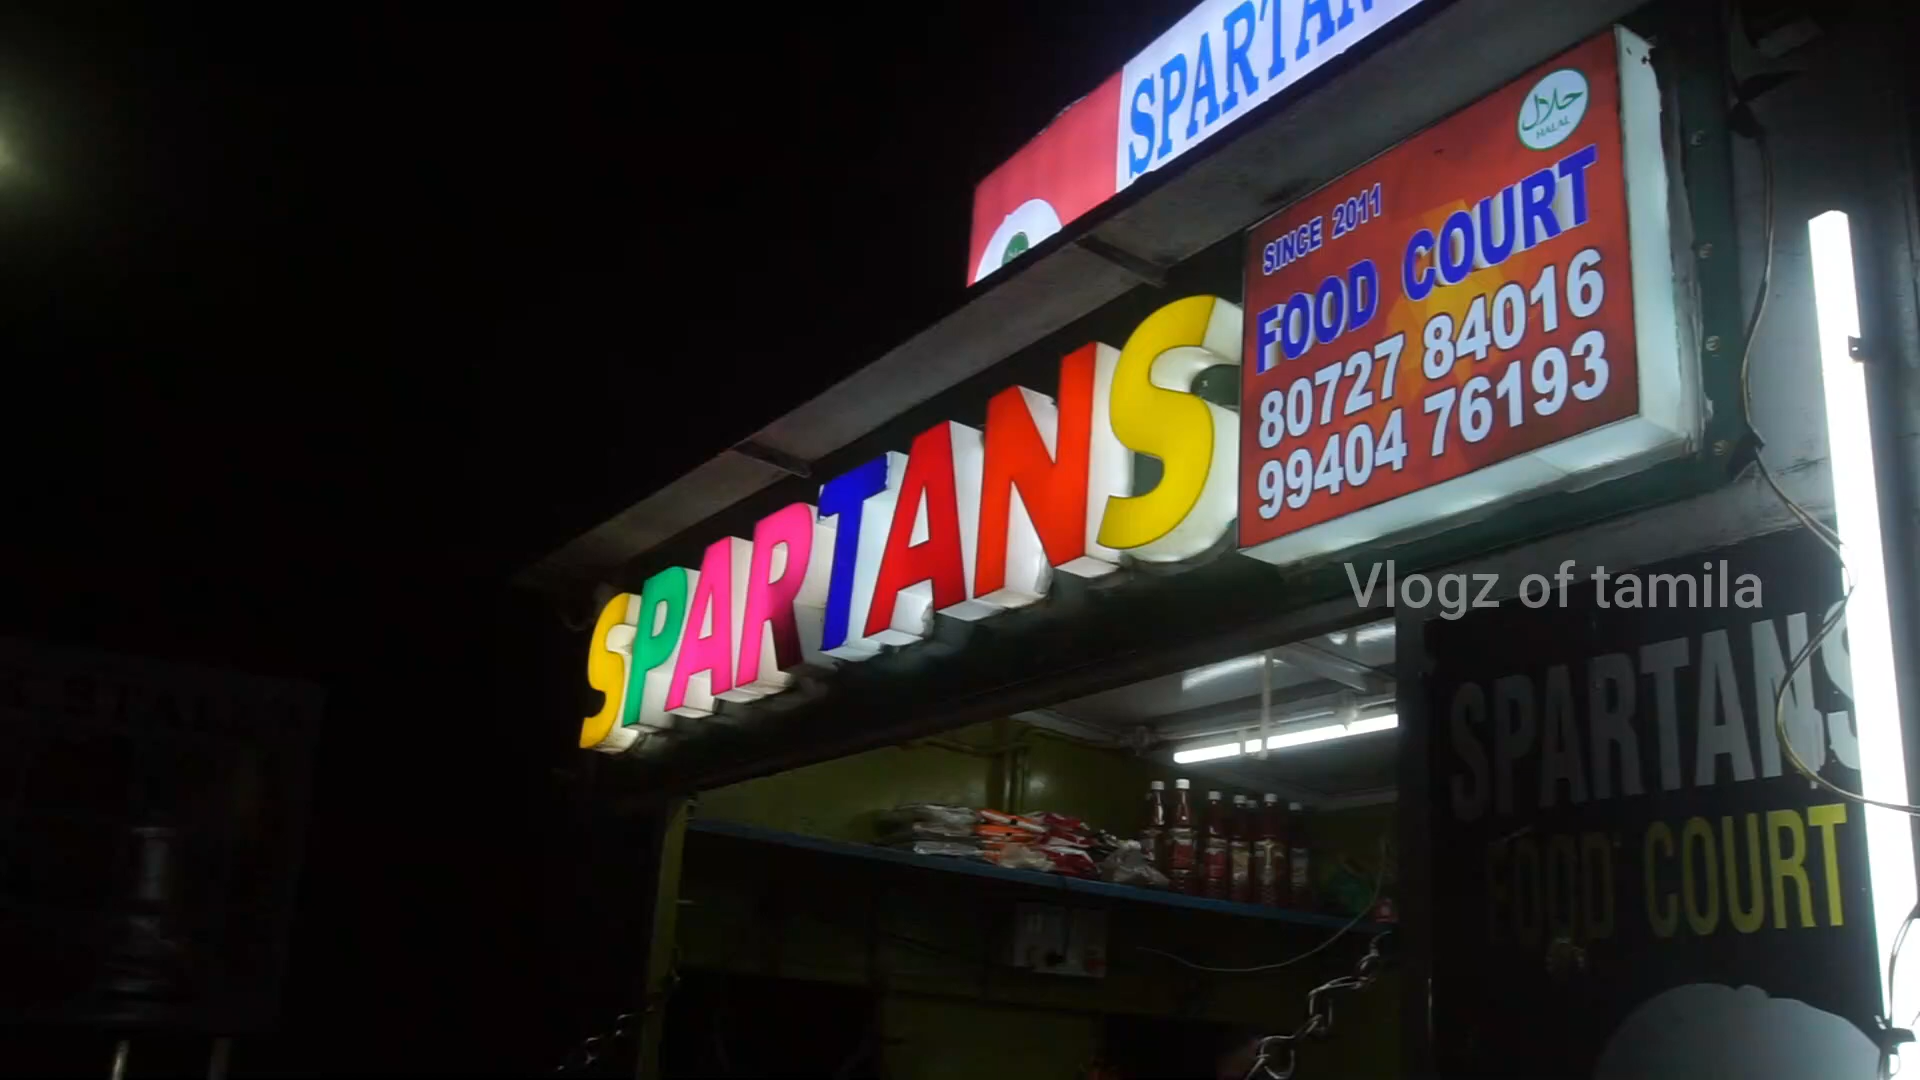 SPARTAN
حلال
HALAL
SINCE 2011
FOOD COURT
80727 84016
99404 76193
SPARTANS
Vlogz of tamila
SPARTANS
FOOD COURT